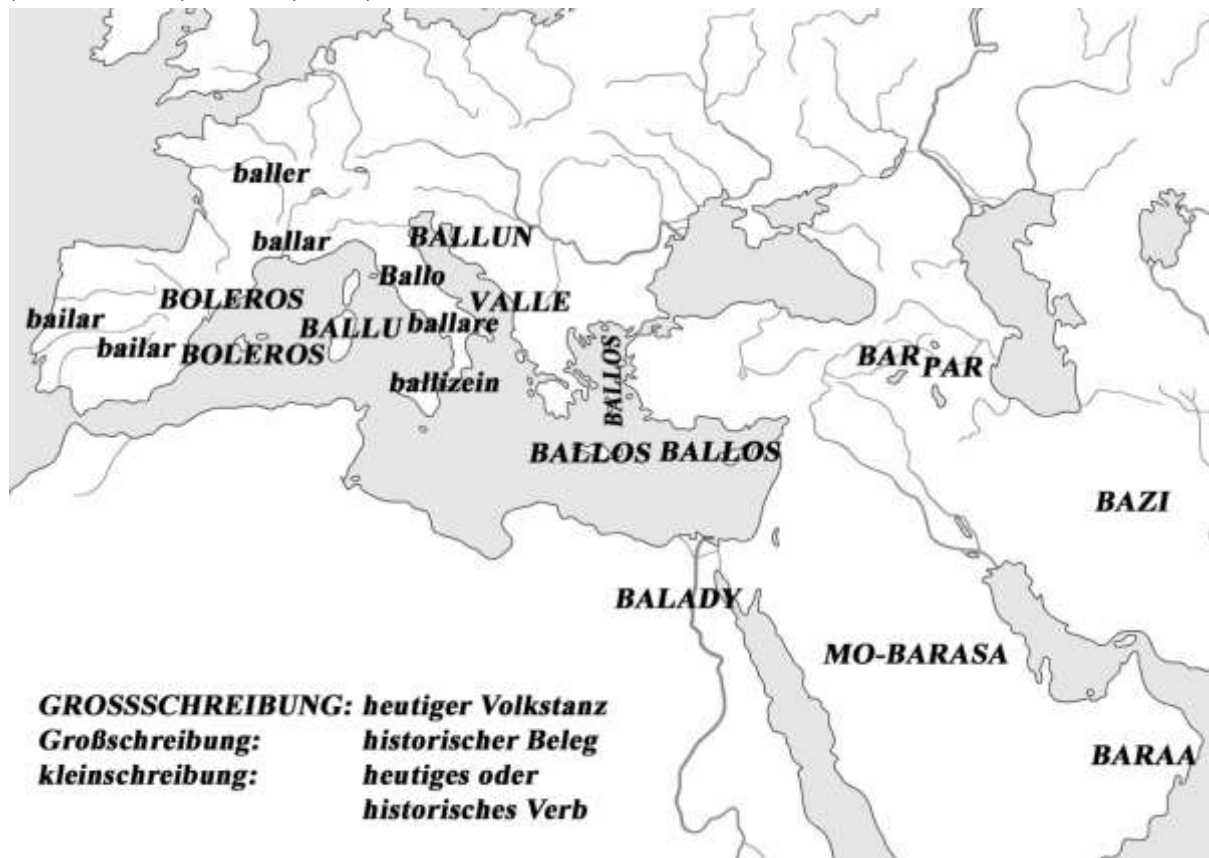 baller
ballar
BALLUN
Ballo
BOLEROS
VALLE
bailar
BALLU
ballare
bailar
BOLEROS
BAR
PAR
ballizein
BALLOS
BALLOS
BALLOS
BAZI
BALADY
MO-BARASA
GROSSSCHREIBUNG: heutiger Volkstanz
Großschreibung: historischer Beleg
BARAA
kleinschreibung: heutiges oder
historisches Verb